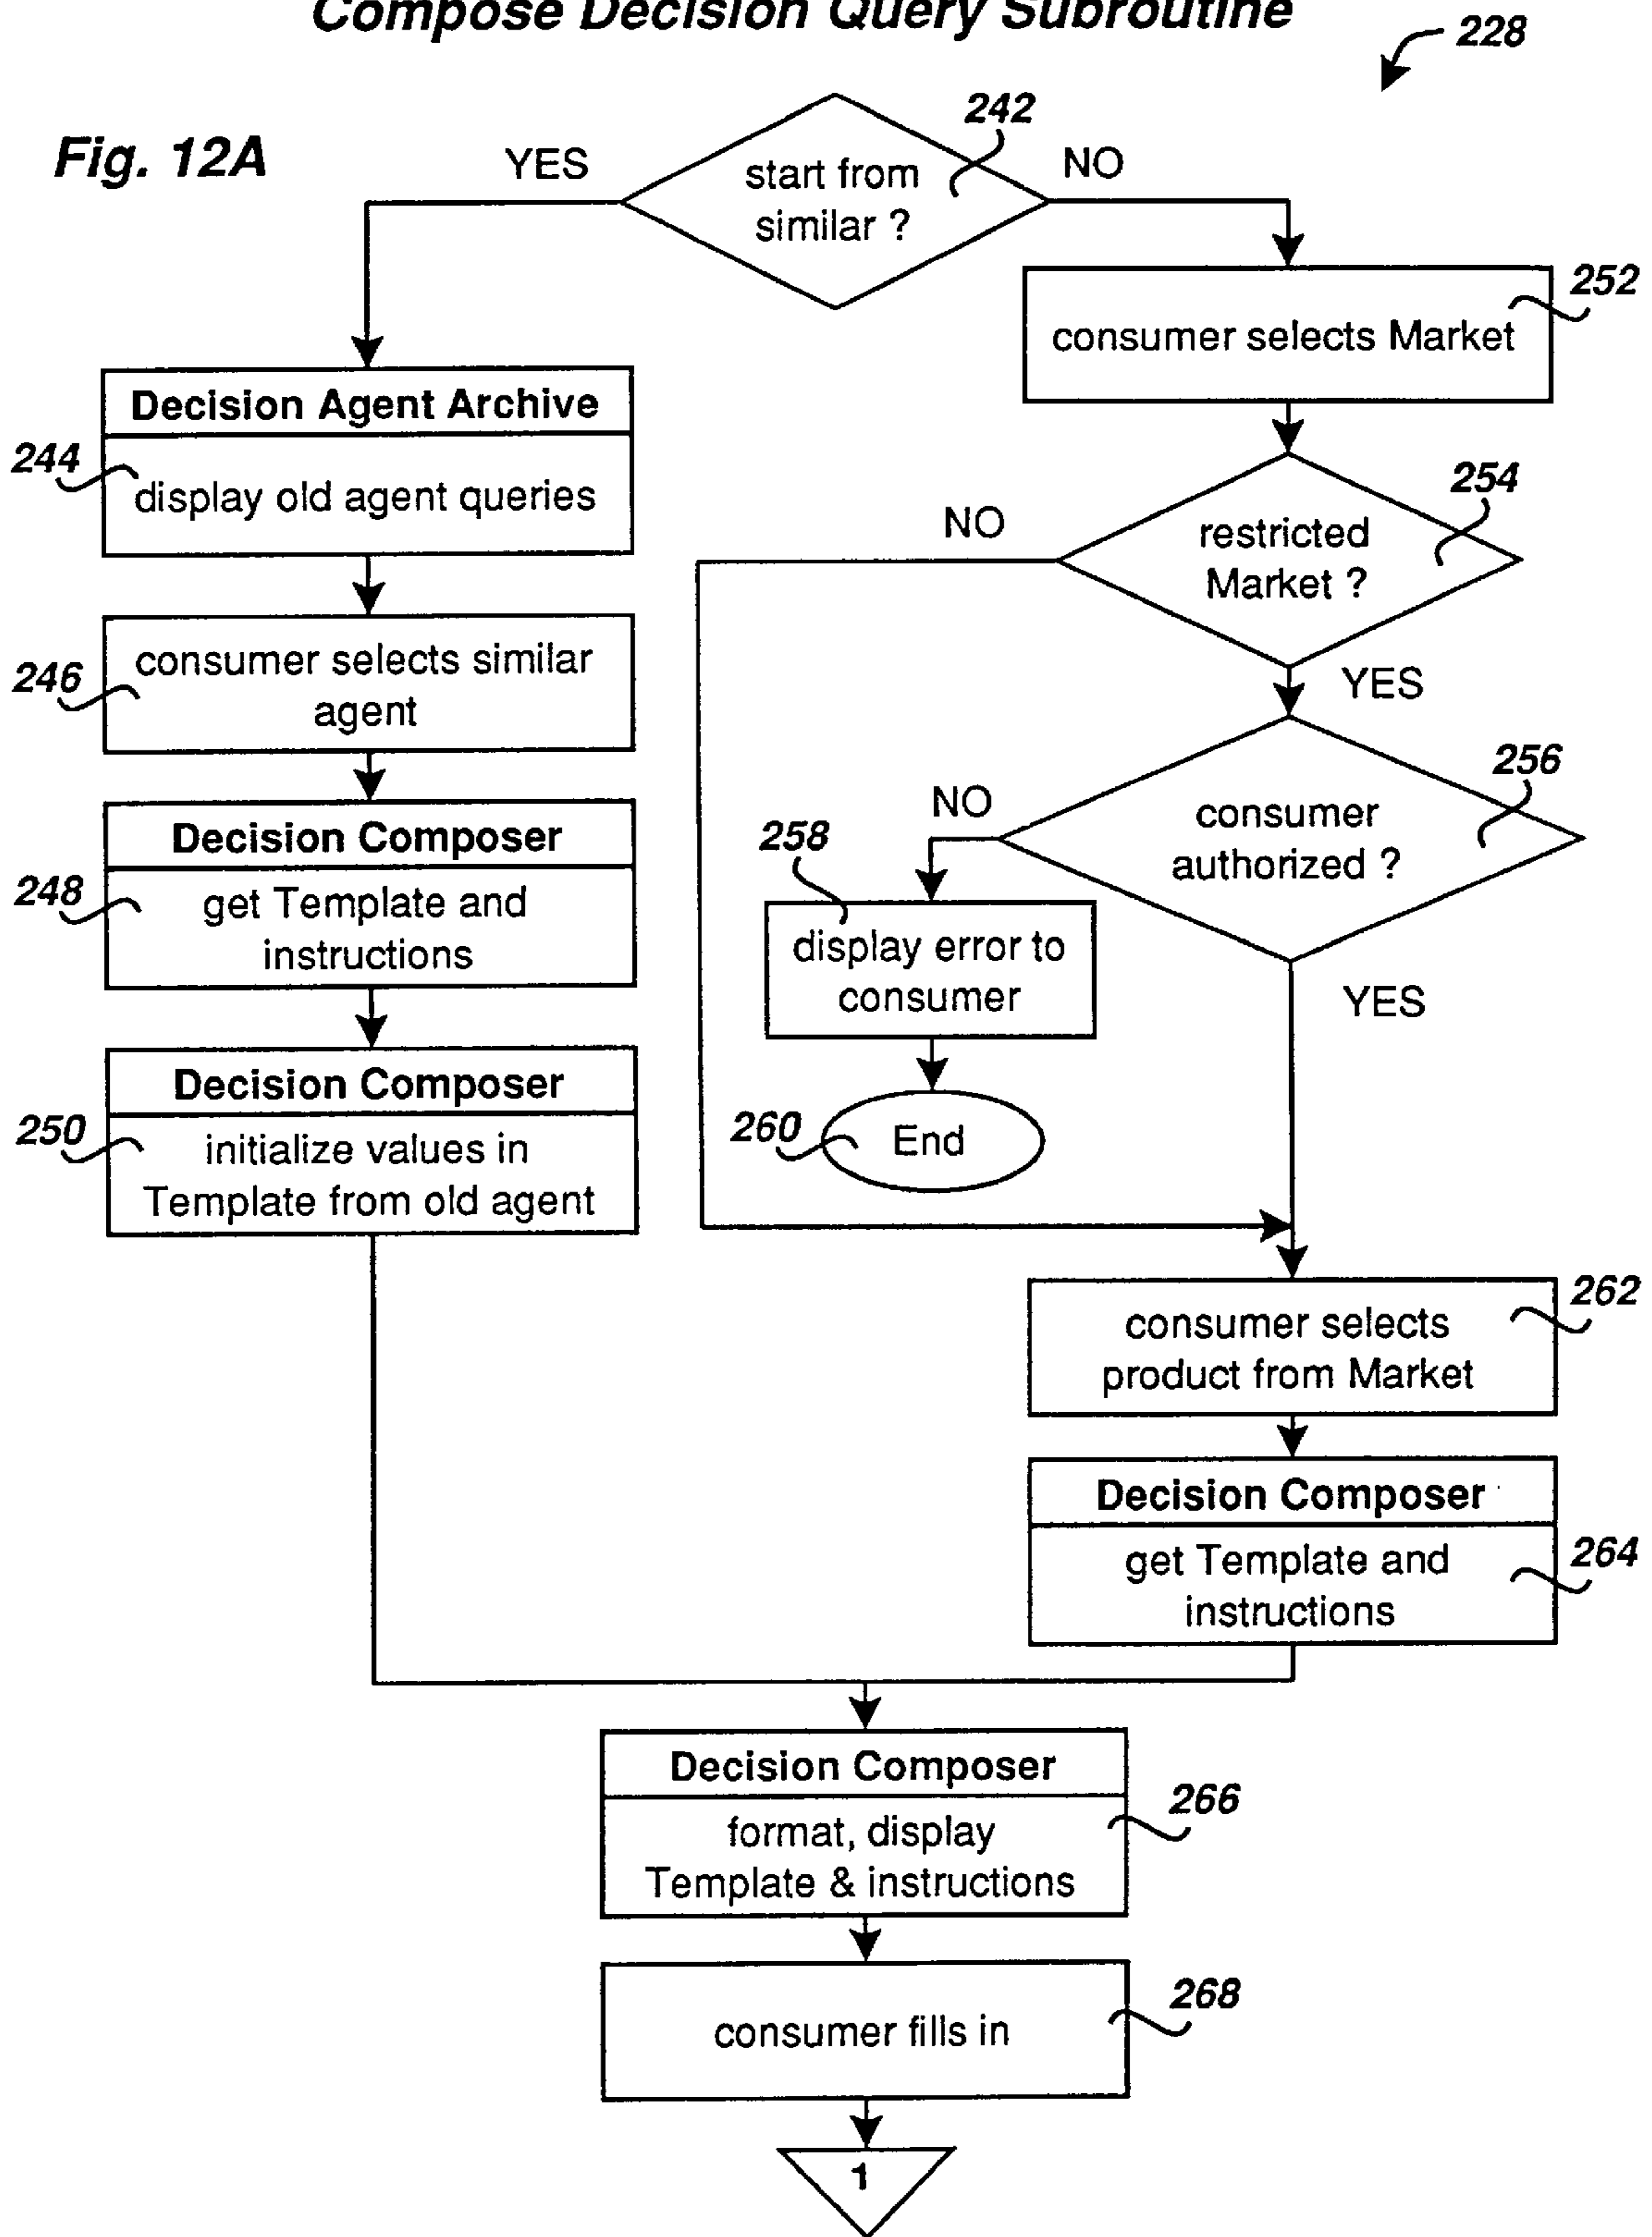 Compose Decision Query Subroutine
228
Fig. 12A
242
YES
NO
start from
similar ?
252
consumer selects Market
Decision Agent Archive
244
display old agent queries
254
NO
restricted
Market ?
YES
246
consumer selects similar
agent
256
NO
consumer
authorized ?
Decision Composer
248
get Template and
instructions
258
display error to
consumer
YES
Decision Composer
250
initialize values in
Template from old agent
260
End
262
consumer selects
product from Market
Decision Composer
264
get Template and
instructions
Decision Composer
266
format, display
Template & instructions
268
consumer fills in
1